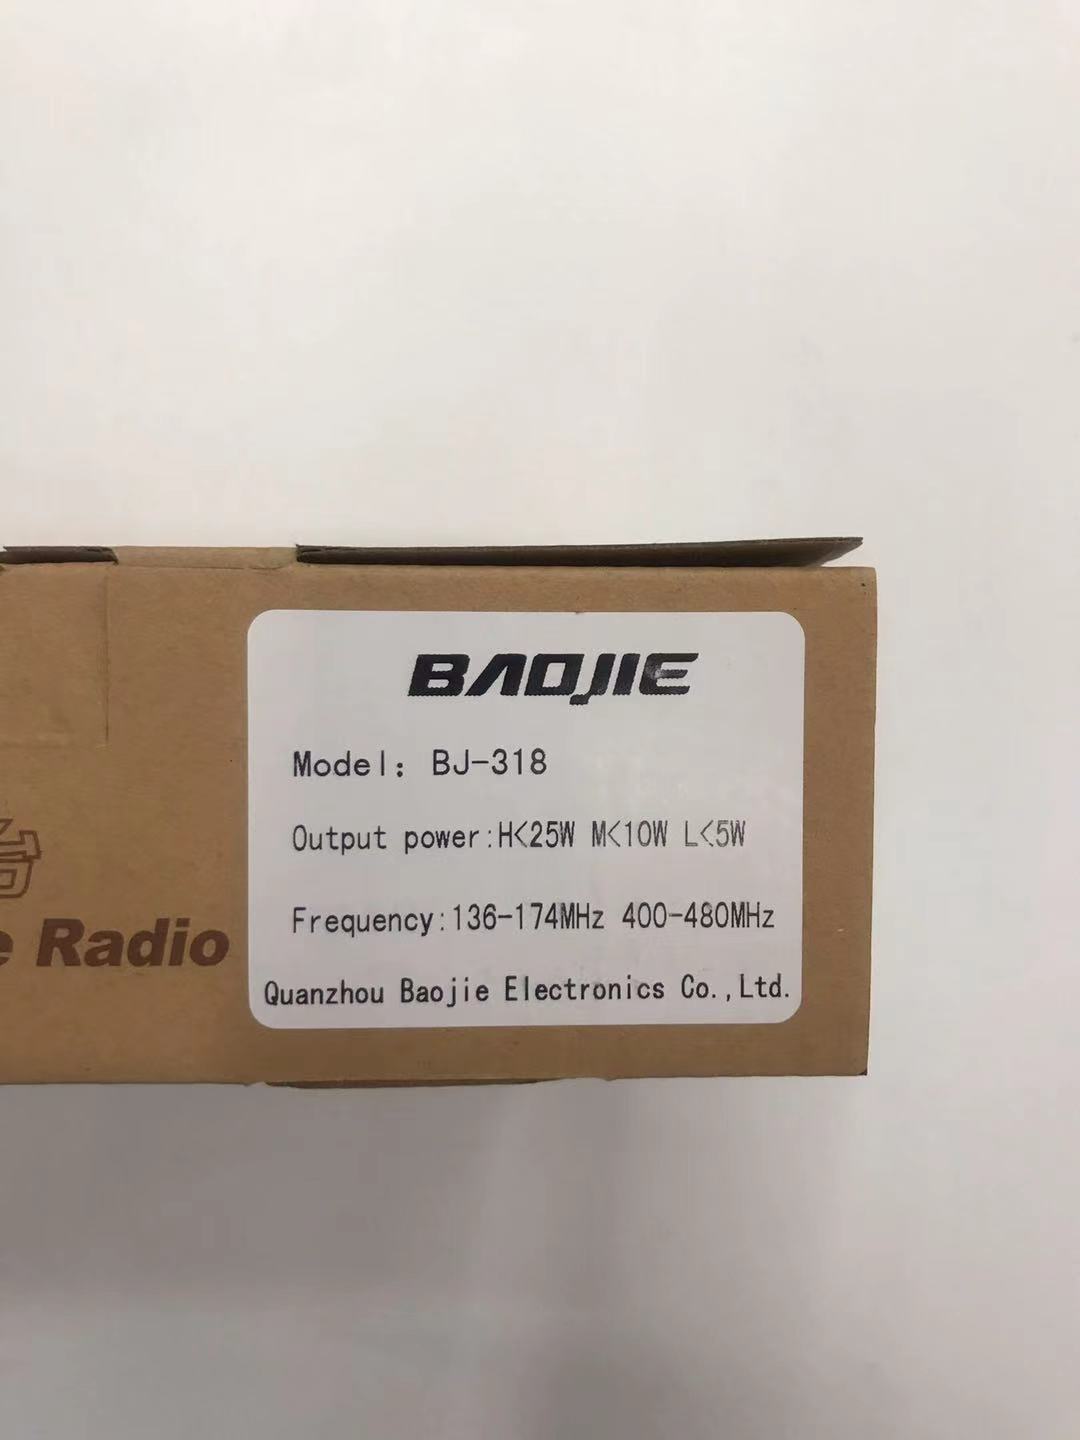 BAOJIE
Model: BJ-318
Output power:H<25W M<10W L<5W
Frequency:136-174MHz 400-480MHz
Quanzhou Baojie Electronics Co.,Ltd.
Radio